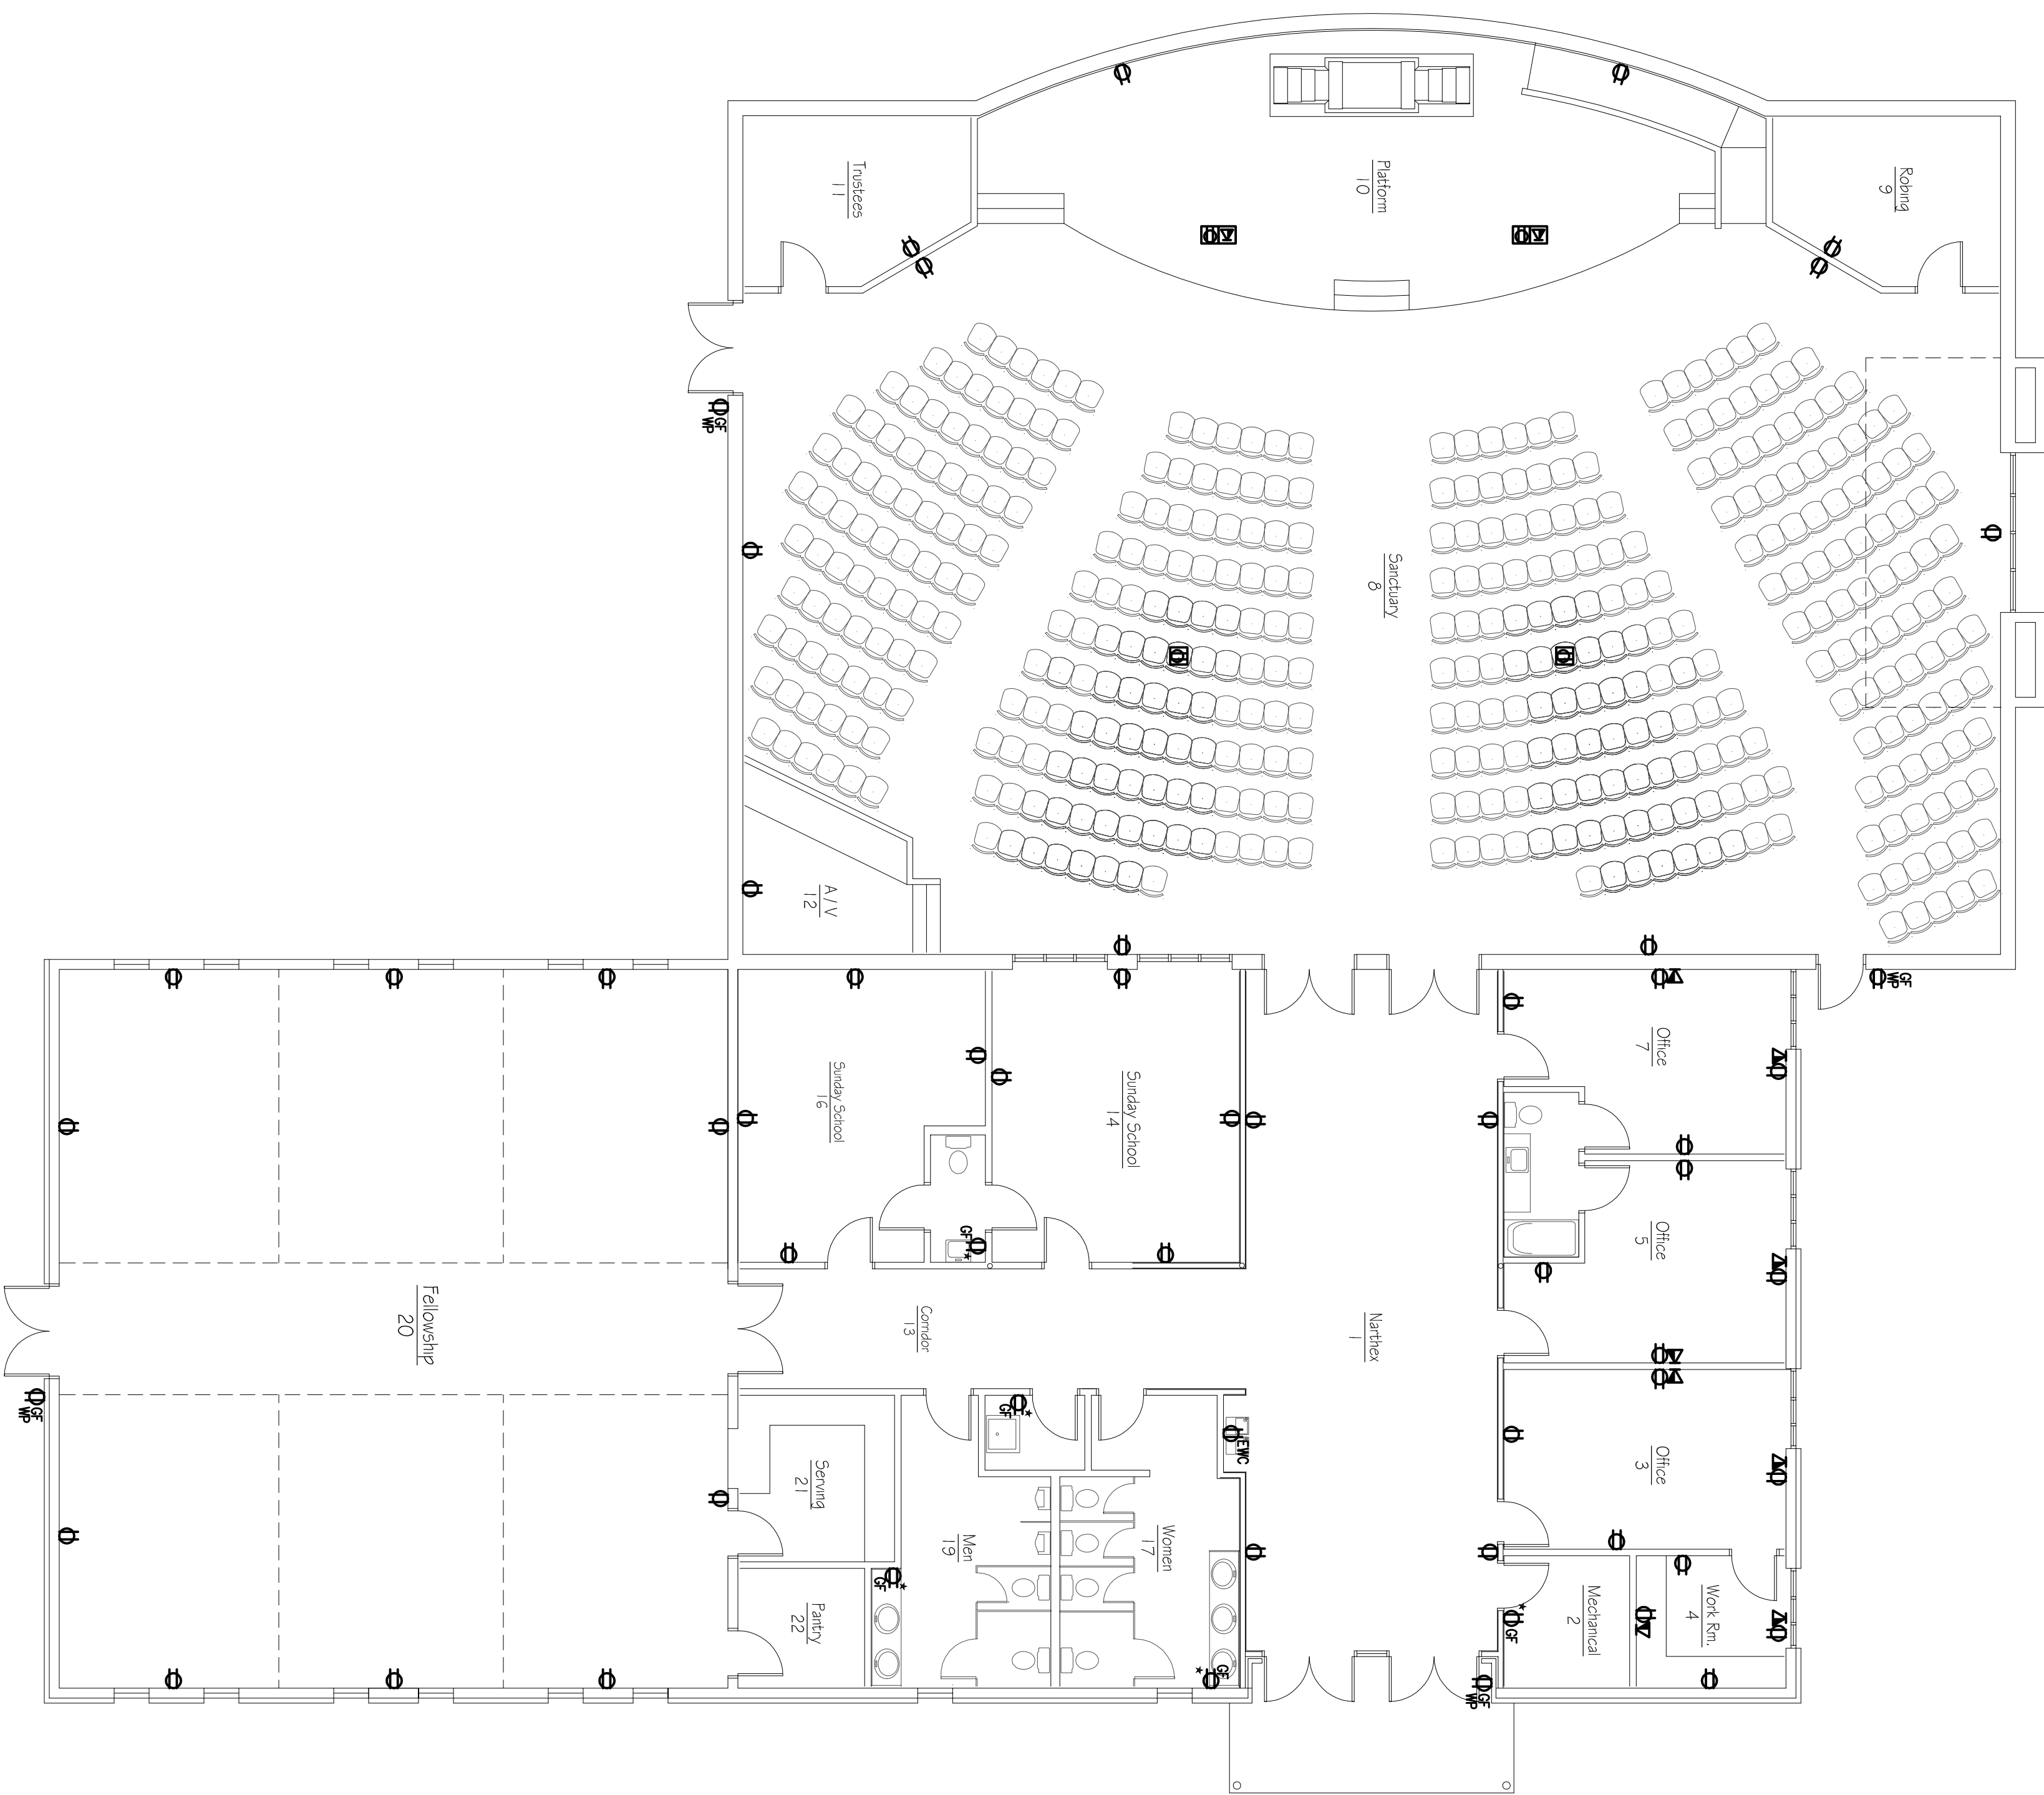 Trustees
11
Platform
10
Robing
9
GF
WP
Sanctuary
8
A/V
12
GF
WP
Sunday School
16
Sunday School
14
Office
7
Office
5
GF
*
Fellowship
20
Corridor
13
Narthex
1
GF
WP
GF
*
EWC
Serving
21
Men
19
Women
17
Office
3
GF
*
Pantry
22
GF
*
*
GF
Mechanical
2
Work Rm.
4
GF
WP